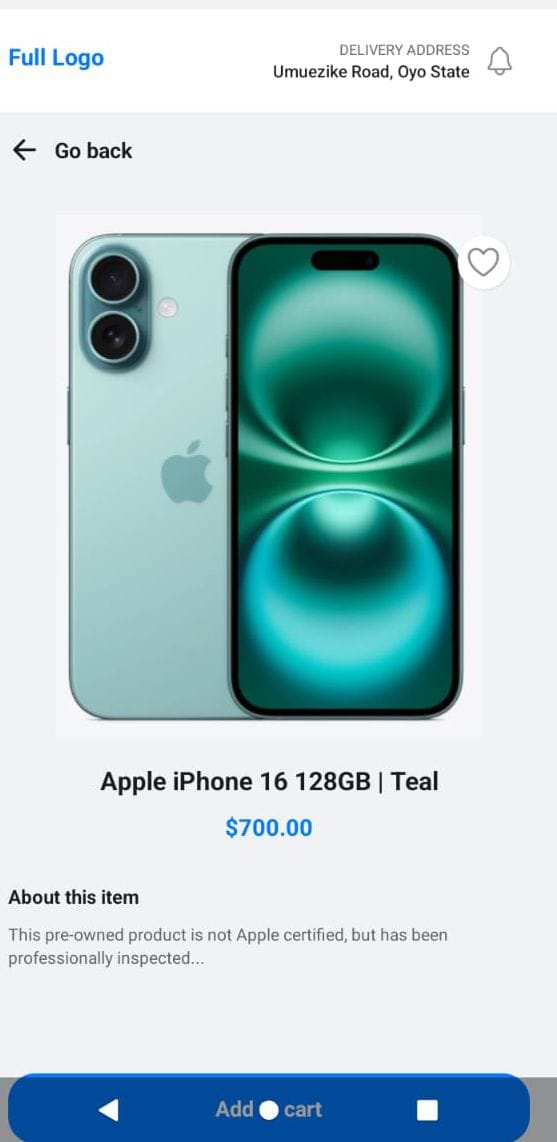 Full Logo
DELIVERY ADDRESS
Umuezike Road, Oyo State
Go back
Apple iPhone 16 128GB | Teal
$700.00
About this item
This pre-owned product is not Apple certified, but has been
professionally inspected...
Add cart